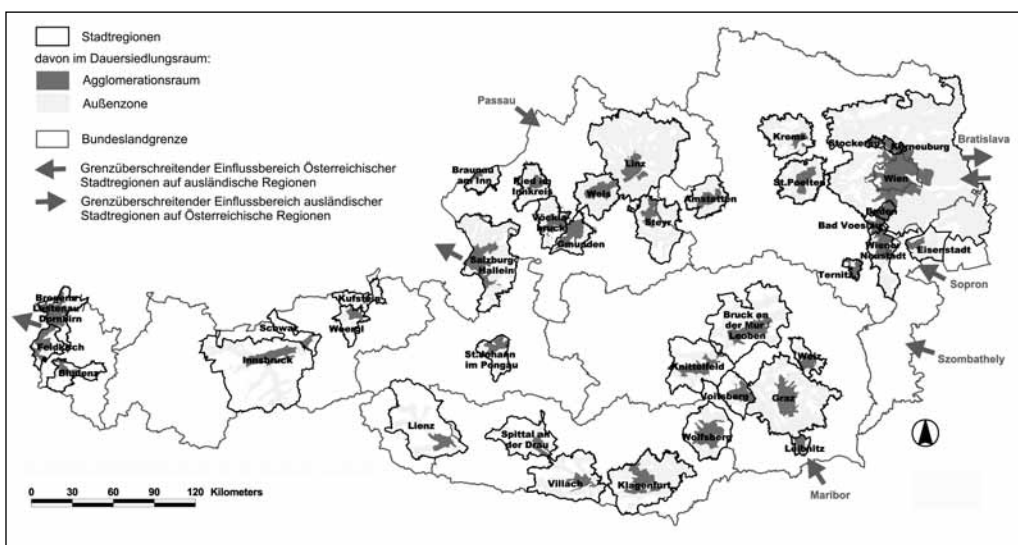 Stadtregionen
davon im Dauersiedlungsraum:
Agglomerationsraum
Außenzone
Bundeslandgrenze
Grenzüberschreitender Einflussbereich Österreichischer
Stadtregionen auf ausländische Regionen
Grenzüberschreitender Einflussbereich ausländischer
Stadtregionen auf Österreichische Regionen
Passau
Braunau
am Inn
Ried im
Innkreis
Linz
Wels
Vöckla
bruck
Gmunden
Steyr
Amstetten
Krems
St.Poelten
Stockerau
Korneuburg
Wien
Bratislava
Baden
Bad Voeslau
Wiener
Neustadt
Eisenstadt
Ternitz
Sopron
Szombathely
Salzburg
Hallein
Bregenz
Lustenau
Dornbirn
Feldkirch
Bludenz
Kufstein
Schwaz
Woergl
Innsbruck
St.Johann
im Pongau
Bruck an
der Mur
Leoben
Knittelfeld
Weiz
Voitsberg
Graz
Lienz
Spittal an
der Drau
Wolfsberg
Leibnitz
Villach
Klagenfurt
Maribor
0 30 60 90 120 Kilometers